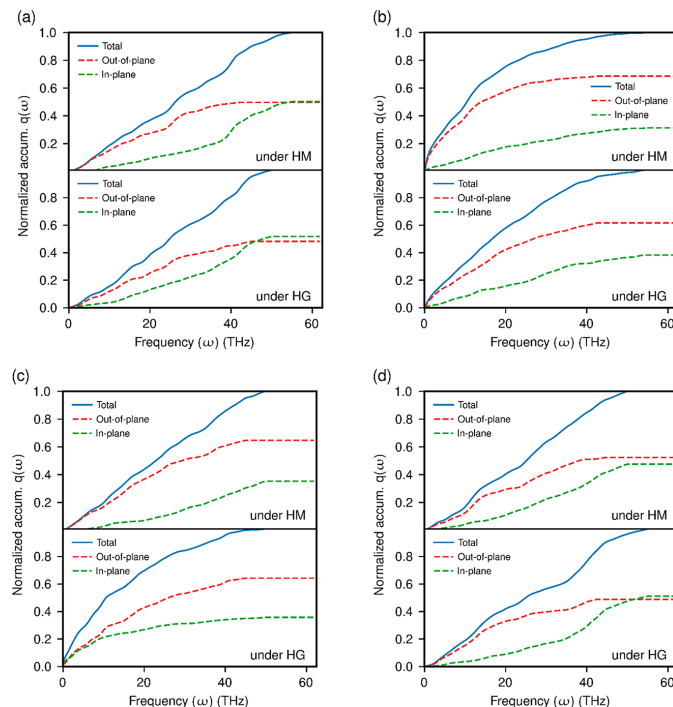 (a)
1.0
0.8
0.6
0.4
0.2
Total
Out-of-plane
In-plane
under HM
0.8
0.6
0.4
0.2
0.0
Total
Out-of-plane
In-plane
under HG
0
20
40
60
Normalized accum. q(ω)
Frequency (ω) (THz)
(b)
1.0
0.8
0.6
0.4
0.2
Total
Out-of-plane
In-plane
under HM
0.8
0.6
0.4
0.2
0.0
Total
Out-of-plane
In-plane
under HG
0
20
40
60
Normalized accum. q(ω)
Frequency (ω) (THz)
(c)
1.0
0.8
0.6
0.4
0.2
Total
Out-of-plane
In-plane
under HM
0.8
0.6
0.4
0.2
0.0
Total
Out-of-plane
In-plane
under HG
0
20
40
60
Normalized accum. q(ω)
Frequency (ω) (THz)
(d)
1.0
0.8
0.6
0.4
0.2
Total
Out-of-plane
In-plane
under HM
0.8
0.6
0.4
0.2
0.0
Total
Out-of-plane
In-plane
under HG
0
20
40
60
Normalized accum. q(ω)
Frequency (ω) (THz)